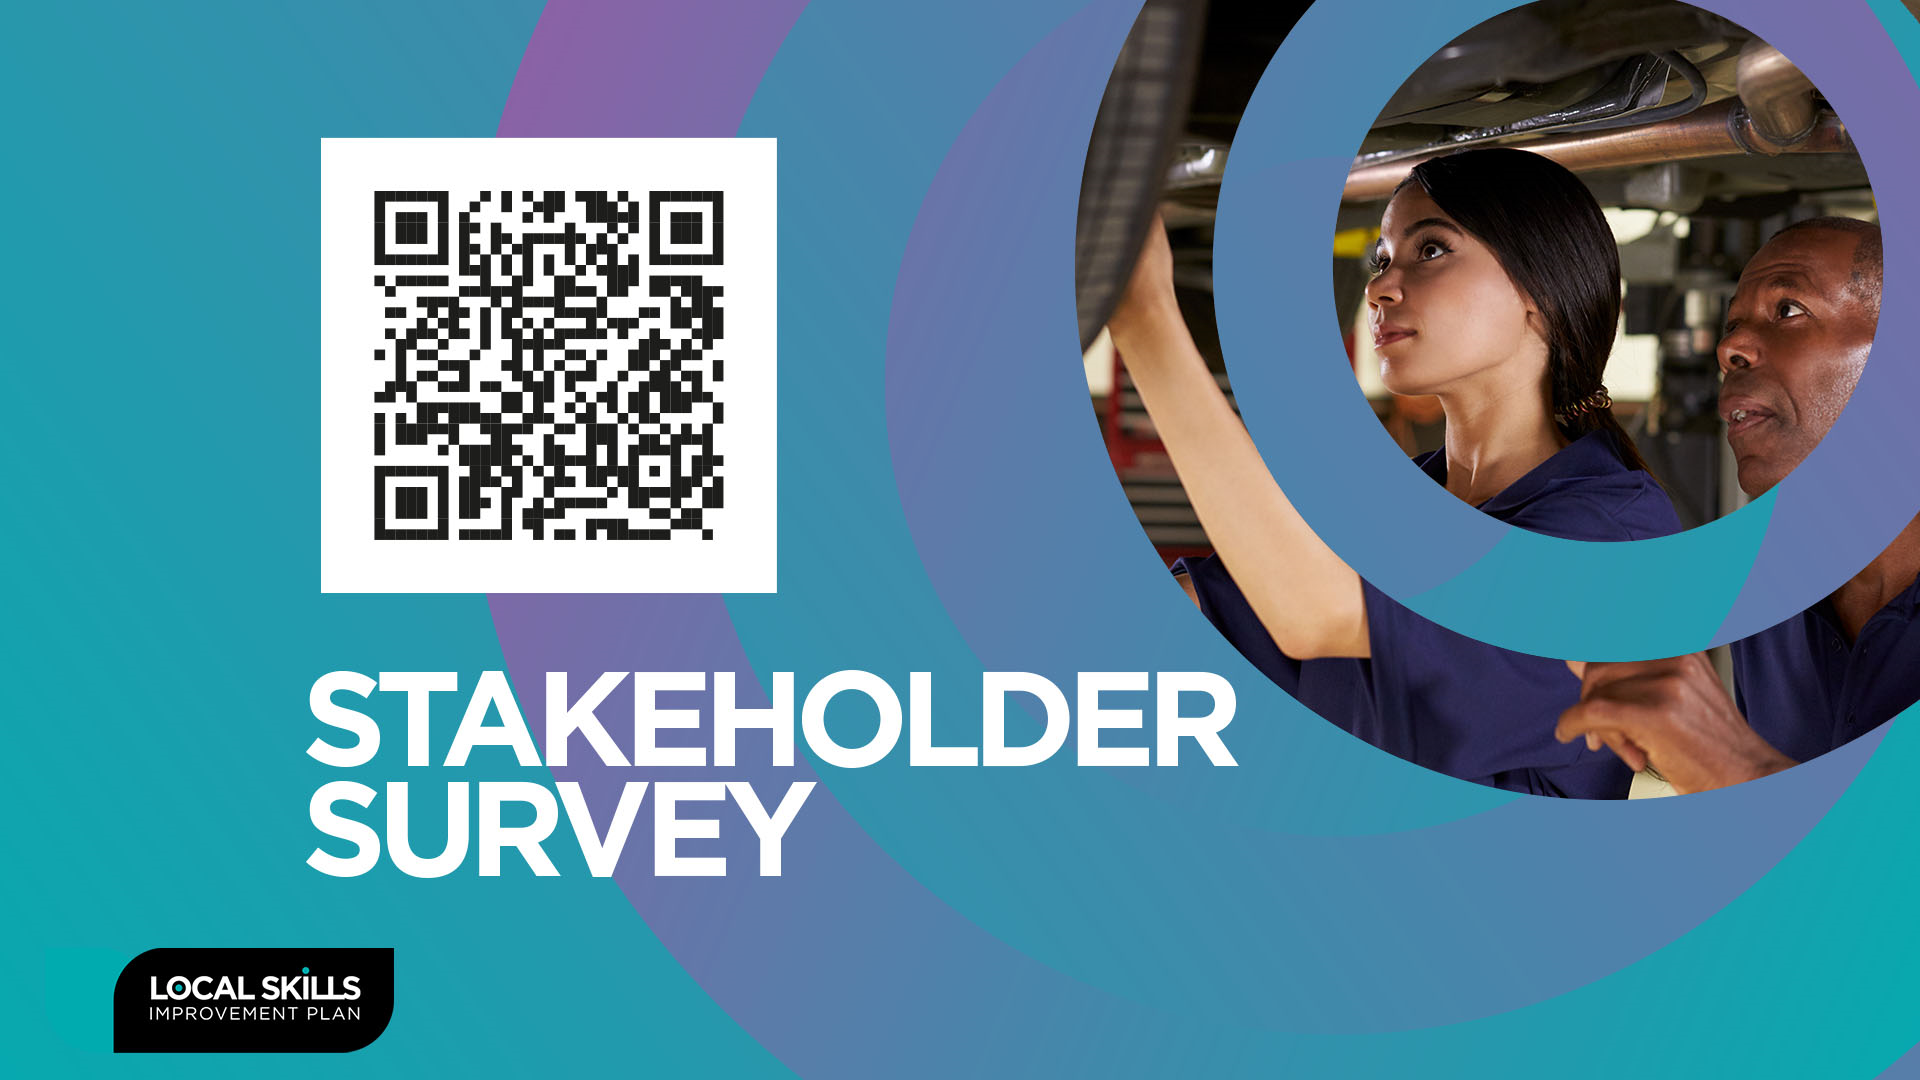 STAKEHOLDER
SURVEY
LOCAL SKILLS
IMPROVEMENT PLAN